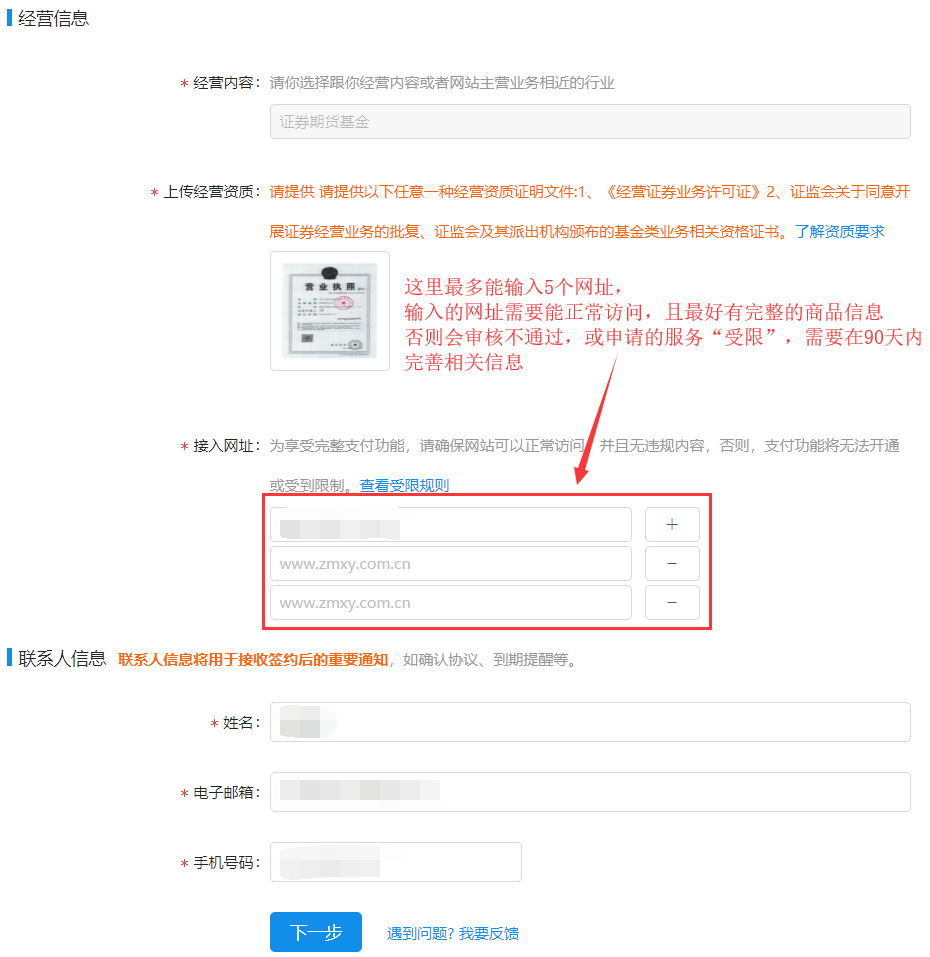 经营信息
* 经营内容： 请你选择跟你经营内容或者网站主营业务相近的行业
证券期货基金
* 上传经营资质： 请提供 请提供以下任意一种经营资质证明文件:1、《经营证券业务许可证》2、证监会关于同意开
展证券经营业务的批复、证监会及其派出机构颁布的基金类业务相关资格证书。了解资质要求
营业执照
这里最多能输入5个网址，
输入的网址需要能正常访问，且最好有完整的商品信息
否则会审核不通过，或申请的服务“受限”，需要在90天内
完善相关信息
* 接入网址： 为享受完整支付功能，请确保网站可以正常访问，并且无违规内容，否则，支付功能将无法开通
或受到限制。查看受限规则
+
www.zmxy.com.cn −
www.zmxy.com.cn −
联系人信息 联系人信息将用于接收签约后的重要通知，如确认协议、到期提醒等。
* 姓名：
* 电子邮箱：
* 手机号码：
下一步 遇到问题? 我要反馈